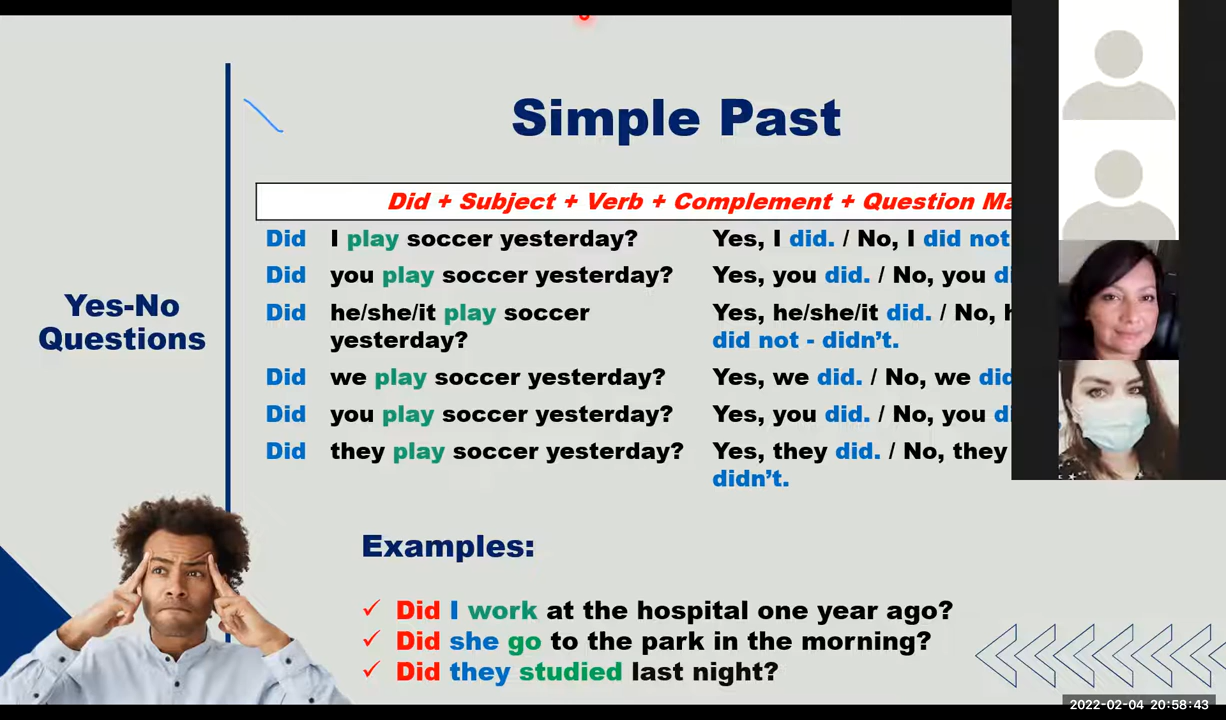 Simple Past
Did + Subject + Verb + Complement + Question
Did I play soccer yesterday? Yes, I did. / No, I did not
Did you play soccer yesterday? Yes, you did. / No, you
Did he/she/it play soccer Yes, he/she/it did. / No,
yesterday? did not - didn't.
Did we play soccer yesterday? Yes, we did. / No, we
Did you play soccer yesterday? Yes, you did. / No, you
Did they play soccer yesterday? Yes, they did. / No, they
didn't.
Yes-No
Questions
Examples:
✓ Did I work at the hospital one year ago?
✓ Did she go to the park in the morning?
✓ Did they studied last night?
2022-02-04 20:58:43